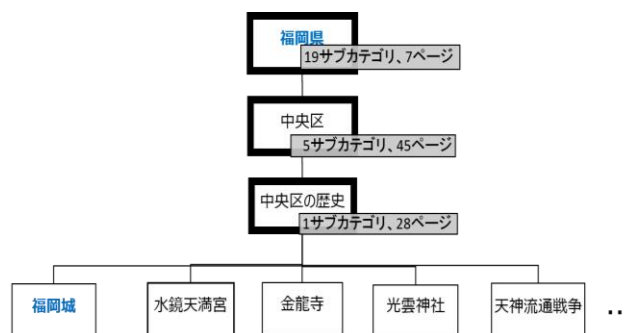 福岡県
19サブカテゴリ、7ページ
中央区
5サブカテゴリ、45ページ
中央区の歴史
1サブカテゴリ、28ページ
福岡城
水鏡天満宮
金龍寺
光雲神社
天神流通戦争
..